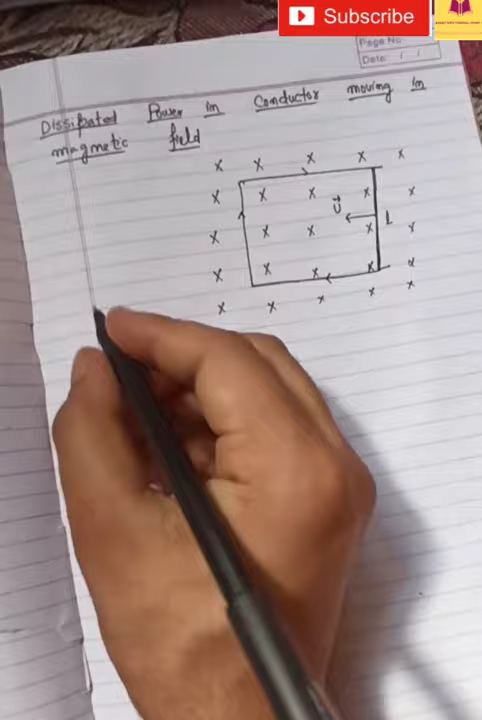 Subscribe
Page No
Date: / /
Dissipated Power in Conductor moving in
magnetic field
x x x x x
x x x x x
v⃗ l
x x x x x
x x x x x
x x x x x